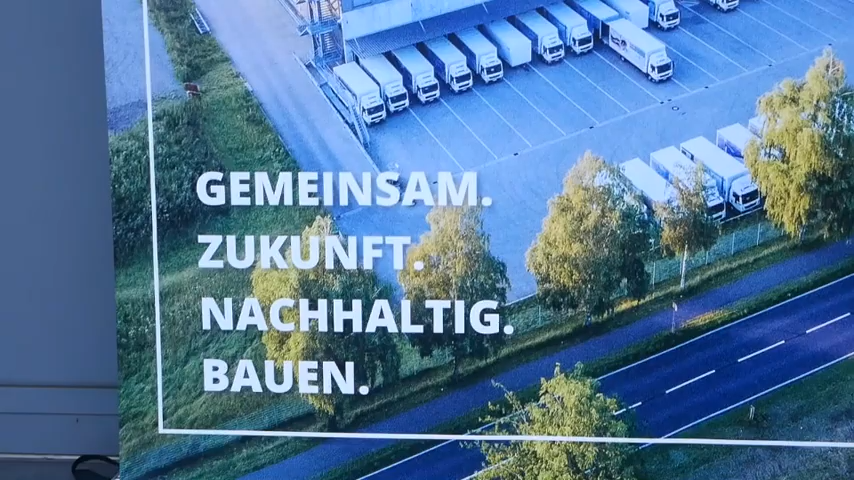 GEMEINSAM.
ZUKUNFT.
NACHHALTIG.
BAUEN.